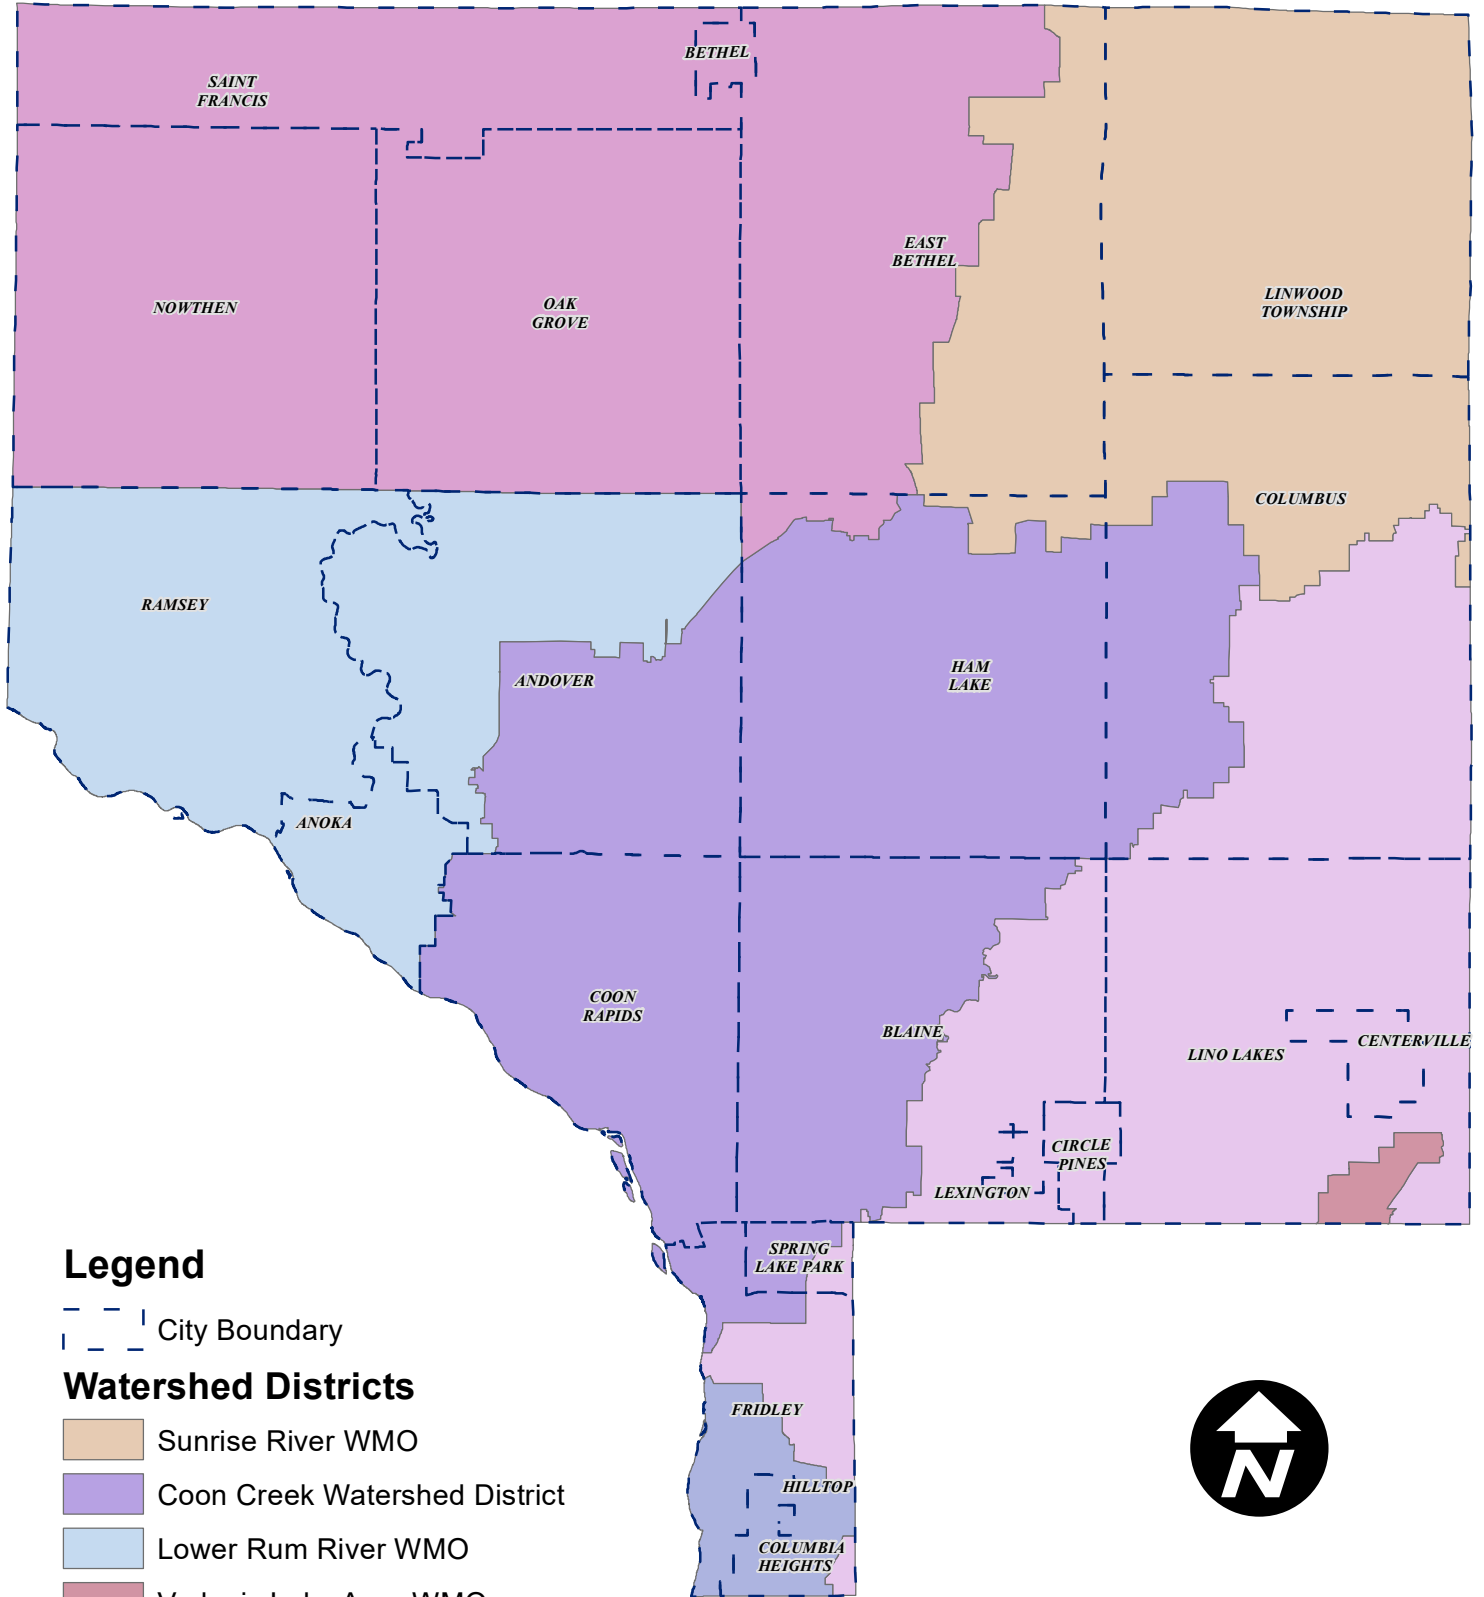 BETHEL
SAINT
FRANCIS
EAST
BETHEL
NOWTHEN
OAK
GROVE
LINWOOD
TOWNSHIP
COLUMBUS
RAMSEY
ANDOVER
HAM
LAKE
ANOKA
COON
RAPIDS
BLAINE
LINO LAKES
CENTERVILLE
CIRCLE
PINES
LEXINGTON
SPRING
LAKE PARK
FRIDLEY
HILLTOP
COLUMBIA
HEIGHTS
Legend
City Boundary
Watershed Districts
Sunrise River WMO
Coon Creek Watershed District
Lower Rum River WMO
N